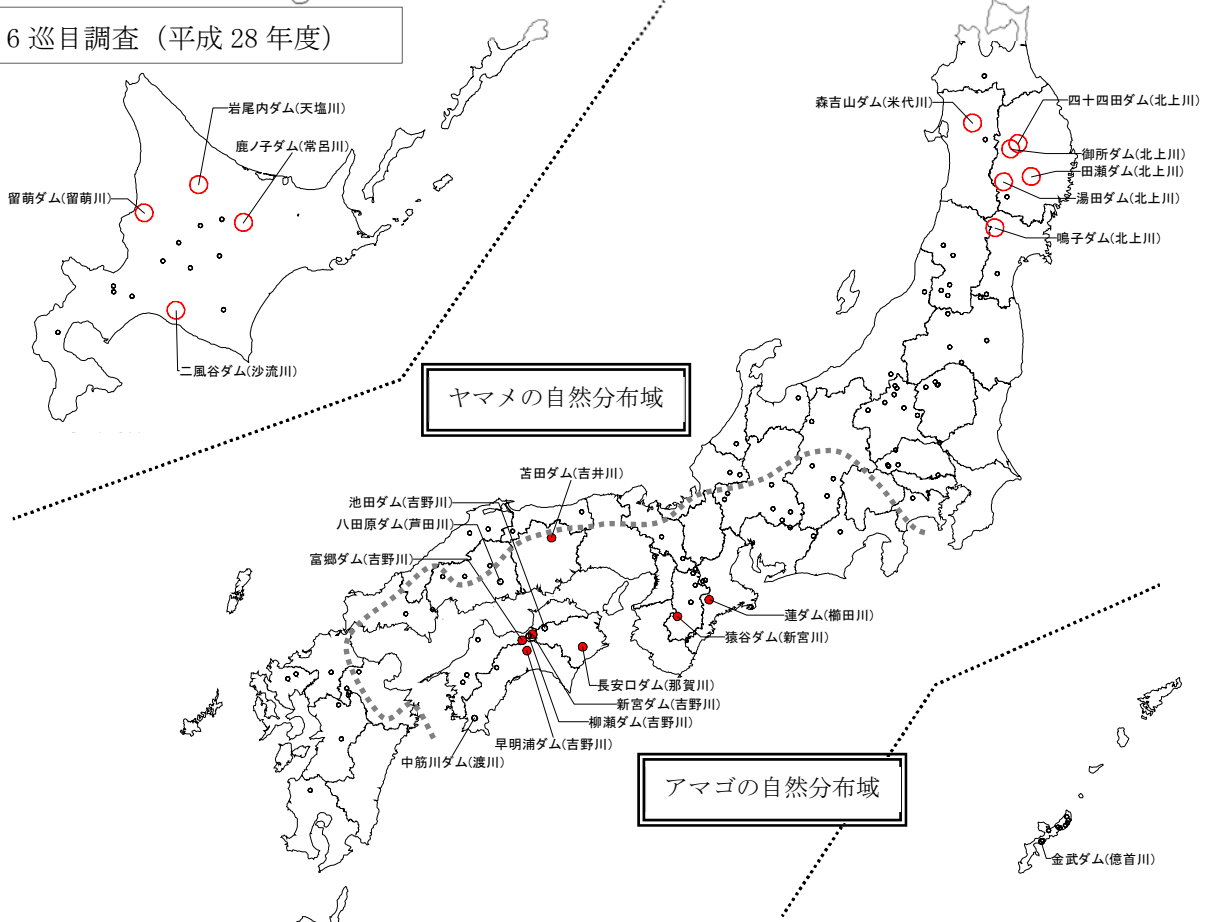 6 巡目調査（平成 28 年度）
岩尾内ダム(天塩川)
鹿ノ子ダム(常呂川)
留萌ダム(留萌川)
二風谷ダム(沙流川)
森吉山ダム(米代川)
四十四田ダム(北上川)
御所ダム(北上川)
田瀬ダム(北上川)
湯田ダム(北上川)
鳴子ダム(北上川)
ヤマメの自然分布域
苫田ダム(吉井川)
池田ダム(吉野川)
八田原ダム(芦田川)
富郷ダム(吉野川)
蓮ダム(櫛田川)
猿谷ダム(新宮川)
長安口ダム(那賀川)
新宮ダム(吉野川)
柳瀬ダム(吉野川)
早明浦ダム(吉野川)
中筋川ダム(渡川)
アマゴの自然分布域
金武ダム(億首川)